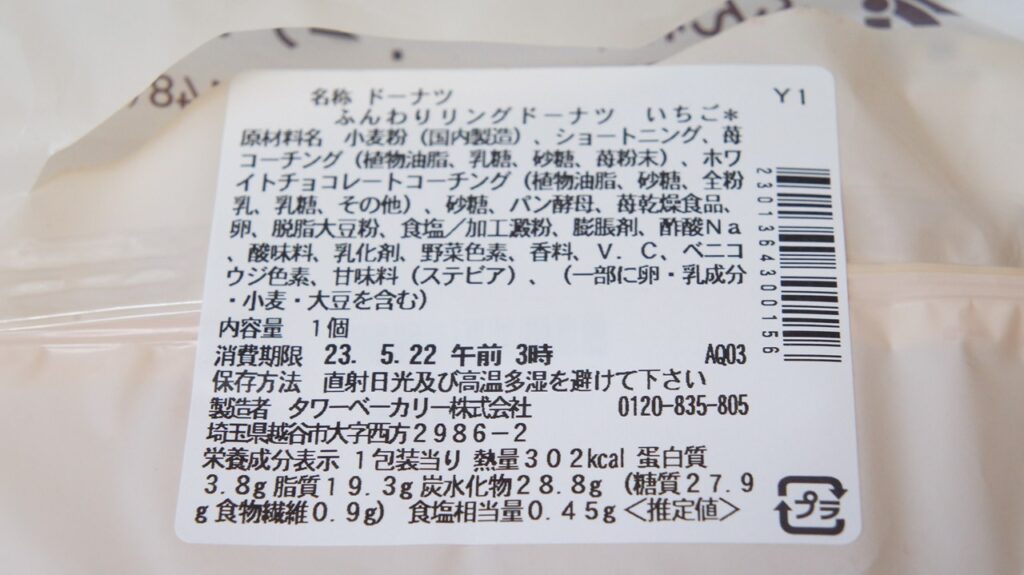 名称 ドーナツ
Y1
ふんわりリングドーナツ いちご*
原材料名 小麦粉(国内製造)、ショートニング、苺
コーチング(植物油脂、乳糖、砂糖、苺粉末)、ホワ
イトチョコレートコーチング(植物油脂、砂糖、全粉
乳、乳糖、その他)、砂糖、パン酵母、苺乾燥食品、
卵、脱脂大豆粉、食塩/加工澱粉、膨脹剤、酢酸Na
、酸味料、乳化剤、野菜色素、香料、V.C、ベニコ
ウジ色素、甘味料(ステビア)、(一部に卵・乳成分
・小麦・大豆を含む)
内容量 1個
消費期限 23. 5.22 午前 3時 AQ03
保存方法 直射日光及び高温多湿を避けて下さい
製造者 タワーベーカリー株式会社 0120-835-805
埼玉県越谷市大字西方2986-2
栄養成分表示 1包装当り 熱量302kcal 蛋白質
3.8g 脂質19.3g 炭水化物28.8g (糖質27.9
g 食物繊維0.9g) 食塩相当量0.45g <推定値>
2301364300156
プラ